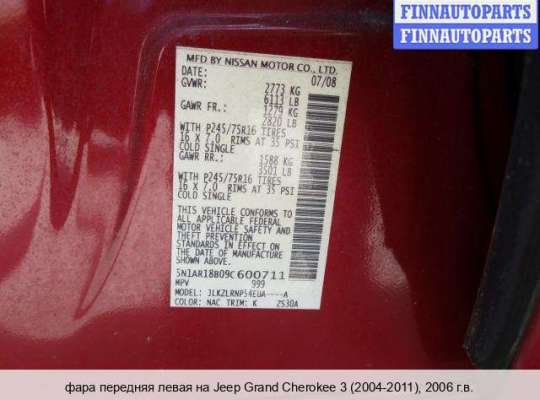 FINNAUTOPARTS
FINNAUTOPARTS
MFD BY NISSAN MOTOR CO., LTD.
DATE: 07/08
GVWR: 2773 KG
6113 LB
GAWR FR.: 1279 KG
2820 LB
WITH P245/75R16 TIRES
16 X 7.0 RIMS AT 35 PSI
COLD SINGLE
GAWR RR.: 1588 KG
3501 LB
WITH P245/75R16 TIRES
16 X 7.0 RIMS AT 35 PSI
COLD SINGLE
THIS VEHICLE CONFORMS TO
ALL APPLICABLE FEDERAL
MOTOR VEHICLE SAFETY AND
THEFT PREVENTION
STANDARDS IN EFFECT ON
THE DATE OF MANUFACTURE
SHOWN ABOVE.
5N1AR18B09C600711
MPV 999
MODEL: JLKZLRNP54EUA----A
COLOR: NAC TRIM: K 2530A
фара передняя левая на Jeep Grand Cherokee 3 (2004-2011), 2006 г.в.